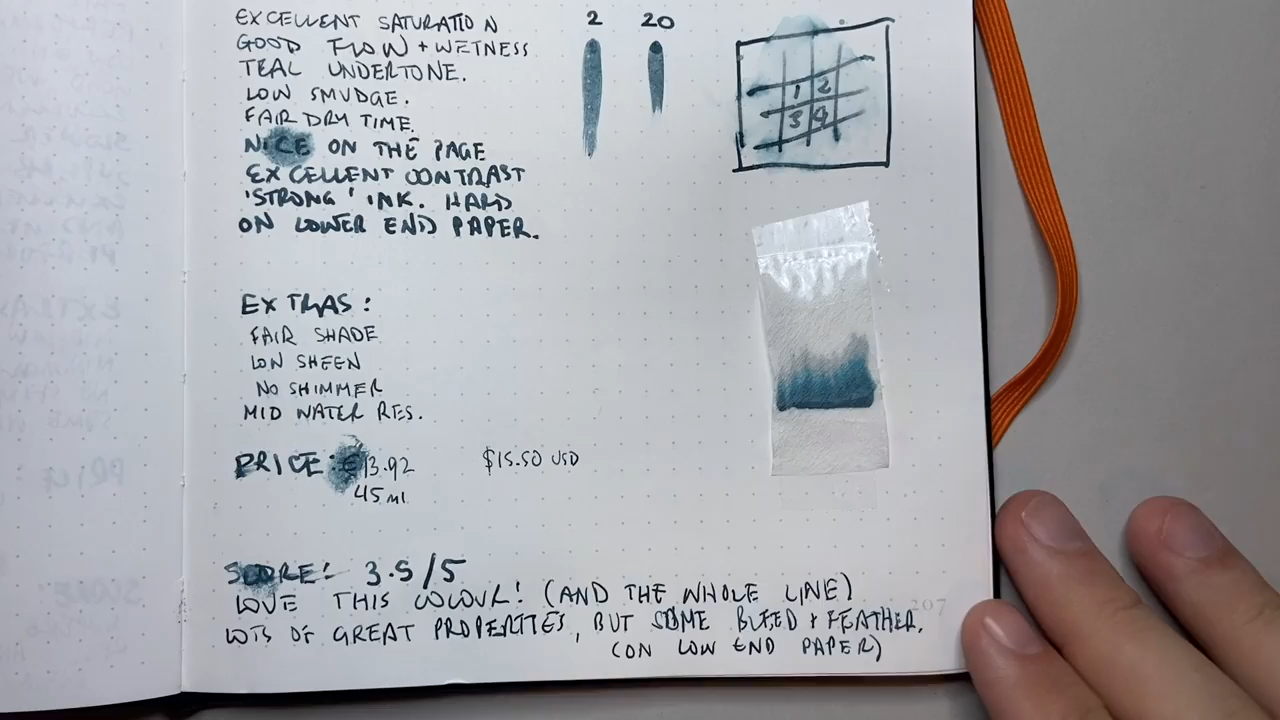 EXCELLENT SATURATION
GOOD FLOW + WETNESS
TEAL UNDERTONE.
LOW SMUDGE.
FAIR DRY TIME.
NICE ON THE PAGE
EXCELLENT CONTRAST
'STRONG' INK. HARD
ON LOWER END PAPER.
2 20
1 2
3 4
EXTRAS:
FAIR SHADE
LOW SHEEN
NO SHIMMER
MID WATER RES.
PRICE: €13.92 $15.50 USD
45ml
SCORE: 3.5/5
LOVE THIS COLOUR! (AND THE WHOLE LINE)
LOTS OF GREAT PROPERTIES, BUT SOME BLEED + FEATHER.
(ON LOW END PAPER)
207